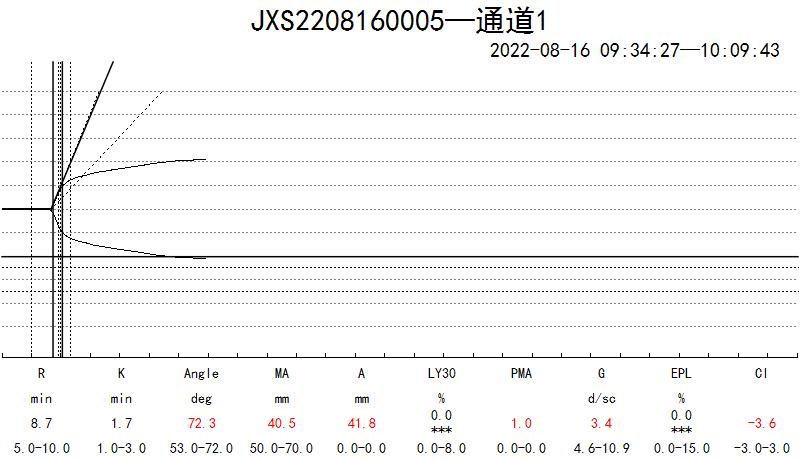 JXS2208160005—通道1
2022-08-16 09:34:27—10:09:43
R K Angle MA A LY30 PMA G EPL CI
min min deg mm mm % d/sc %
8.7 1.7 72.3 40.5 41.8 0.0 *** 1.0 3.4 0.0 *** -3.6
5.0-10.0 1.0-3.0 53.0-72.0 50.0-70.0 0.0-0.0 0.0-8.0 0.0-0.0 4.6-10.9 0.0-15.0 -3.0-3.0